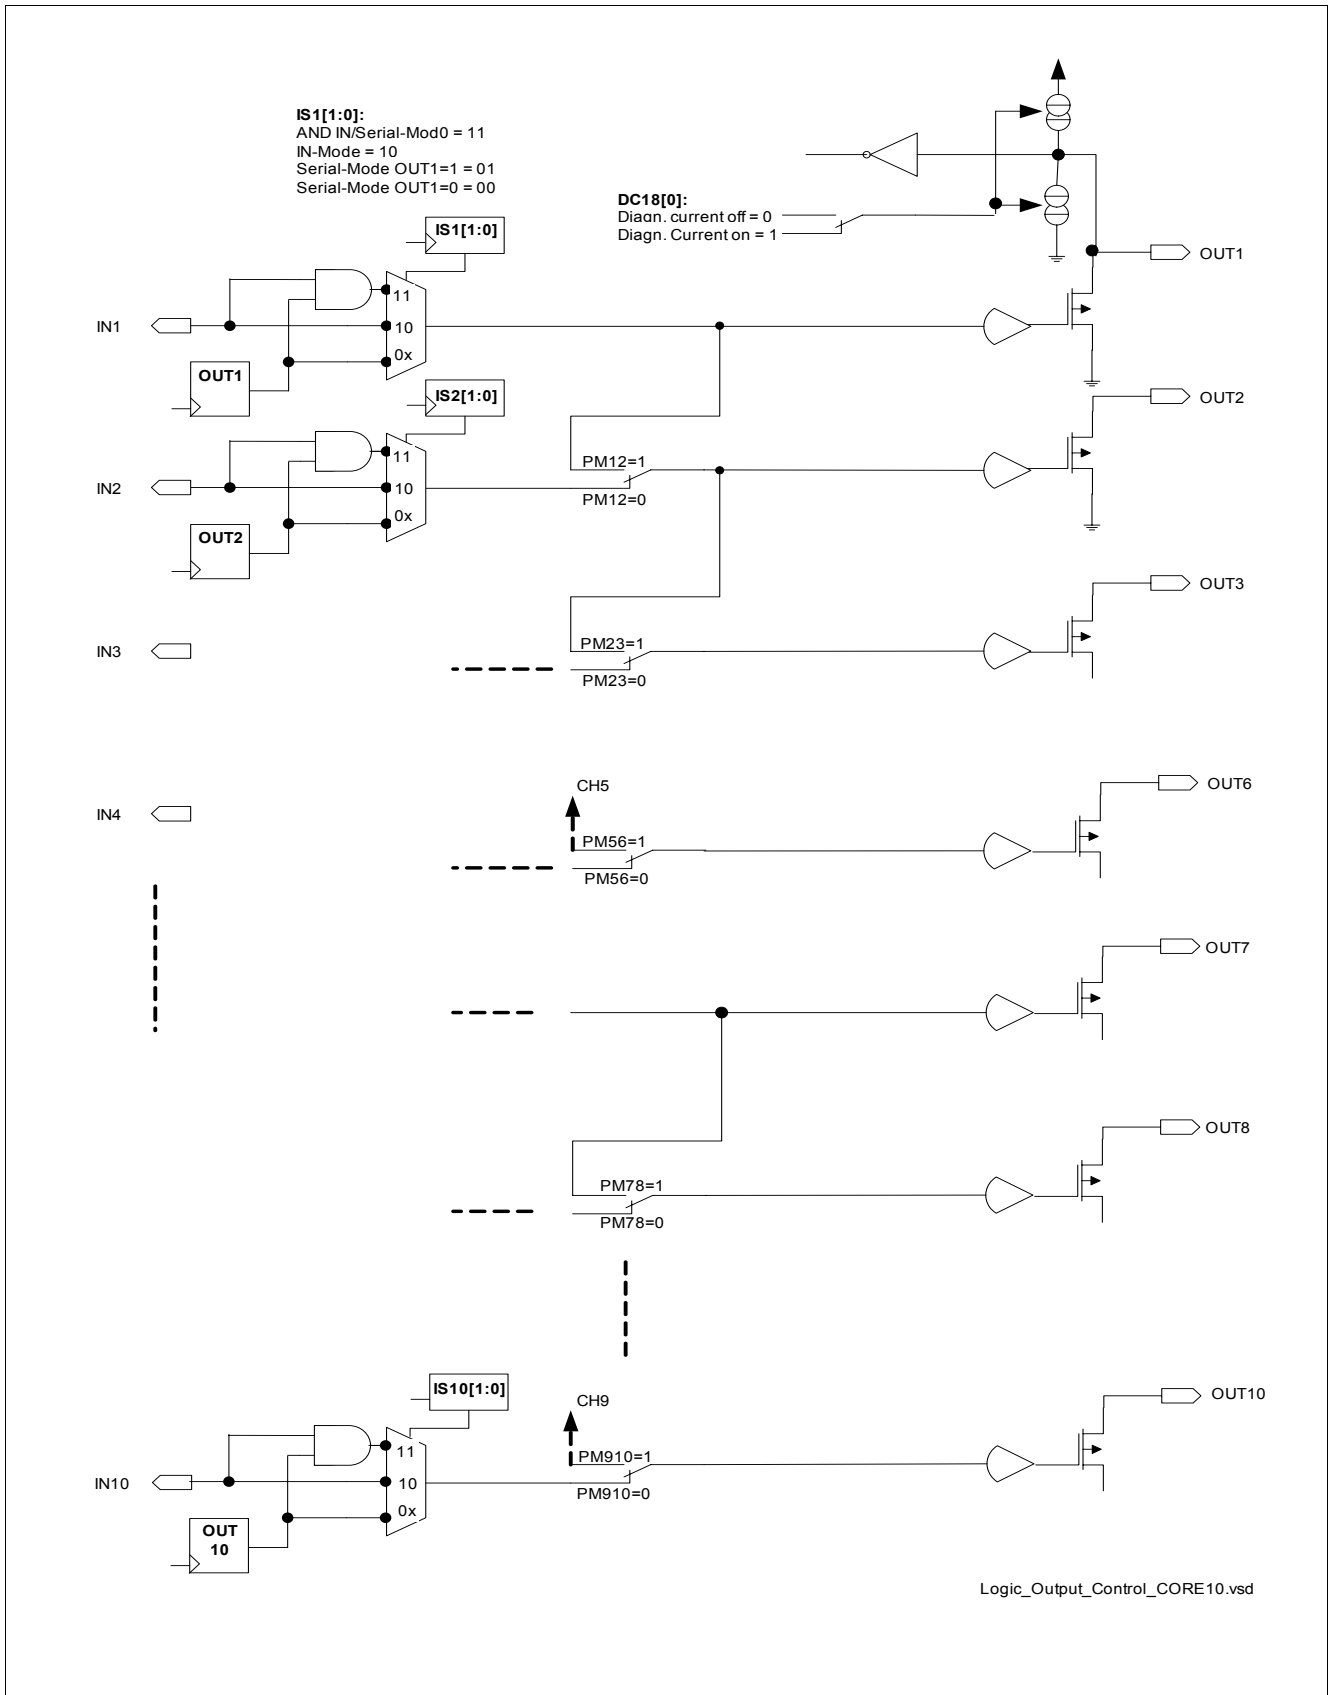 IS1[1:0]:
AND IN/Serial-Mod0 = 11
IN-Mode = 10
Serial-Mode OUT1=1 = 01
Serial-Mode OUT1=0 = 00
DC18[0]:
Diagn. current off = 0
Diagn. Current on = 1
IS1[1:0]
OUT1
11
IN1
10
0x
OUT1
IS2[1:0]
OUT2
11
PM12=1
IN2
10
PM12=0
0x
OUT2
OUT3
PM23=1
IN3
PM23=0
CH5
OUT6
IN4
PM56=1
PM56=0
OUT7
OUT8
PM78=1
PM78=0
IS10[1:0]
CH9
OUT10
11
PM910=1
IN10
10
PM910=0
0x
OUT
10
Logic_Output_Control_CORE10.vsd